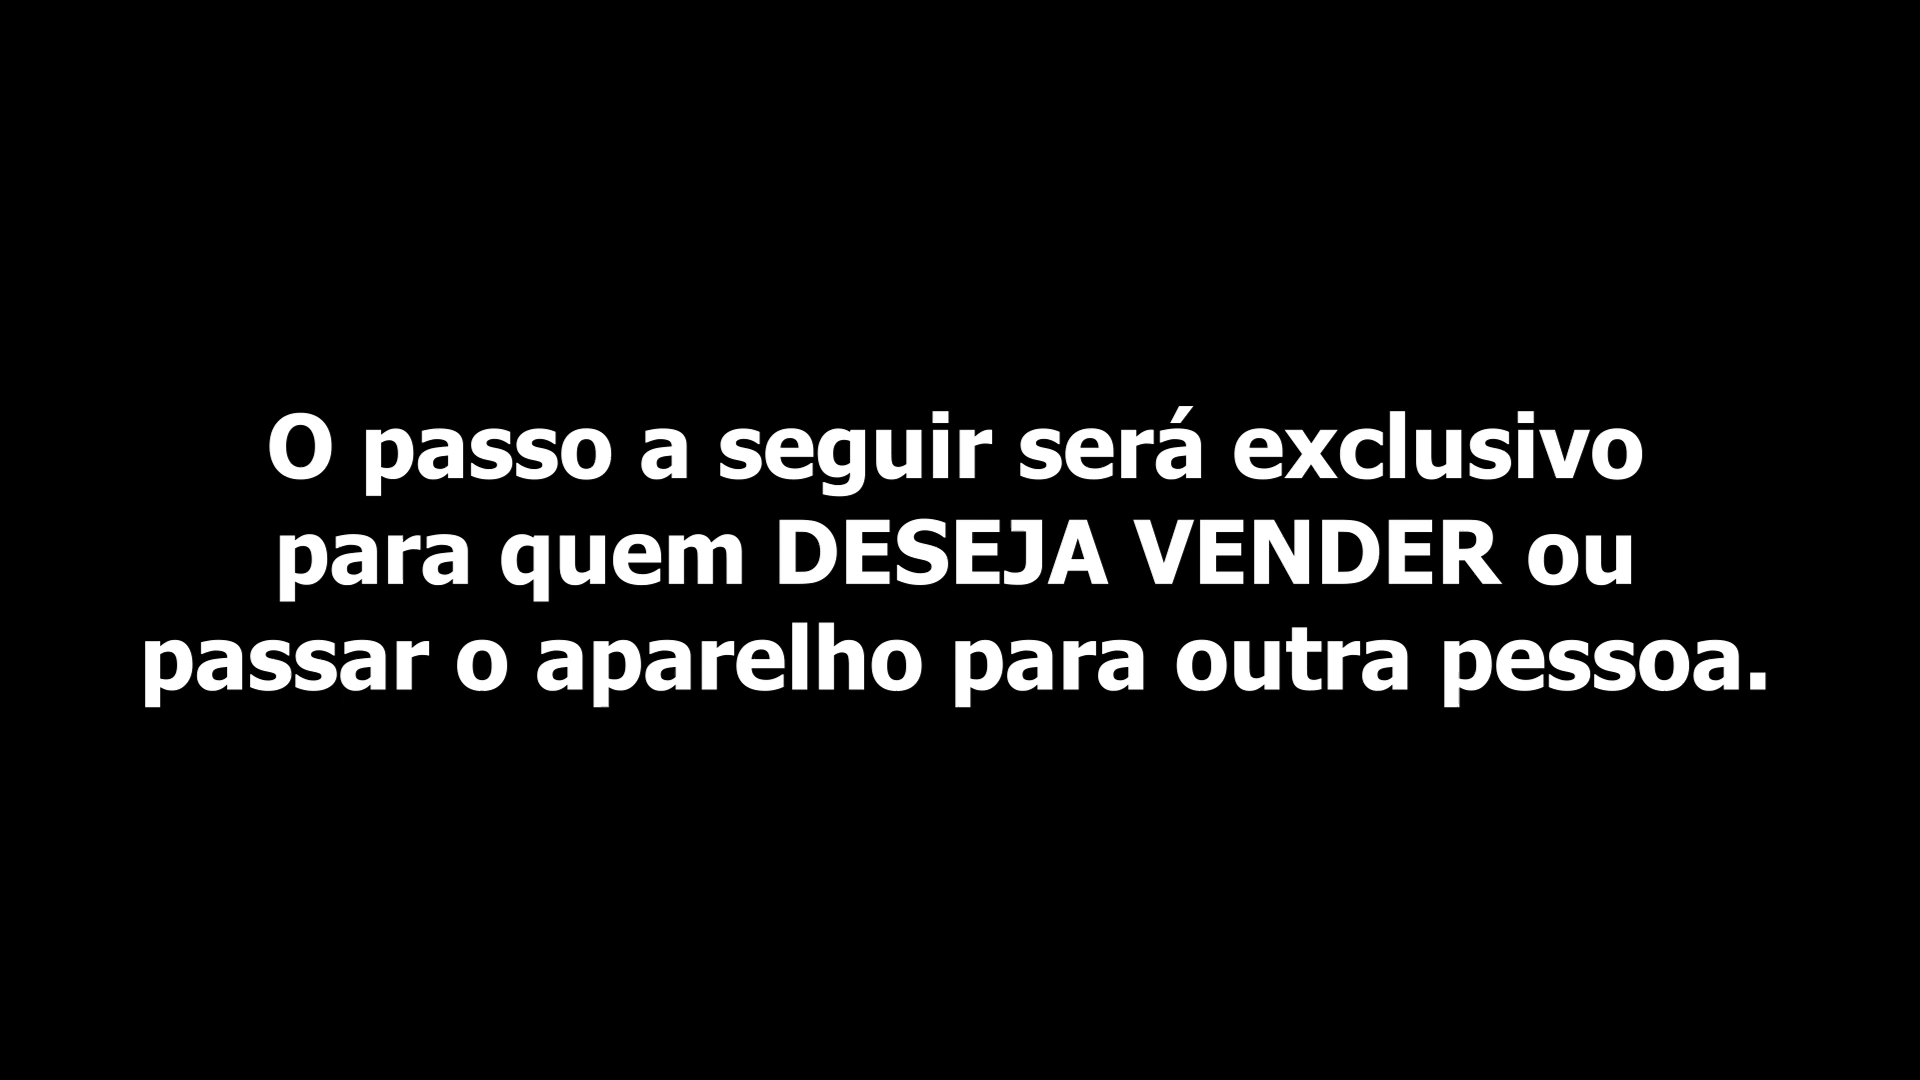 O passo a seguir será exclusivo
para quem DESEJA VENDER ou
passar o aparelho para outra pessoa.